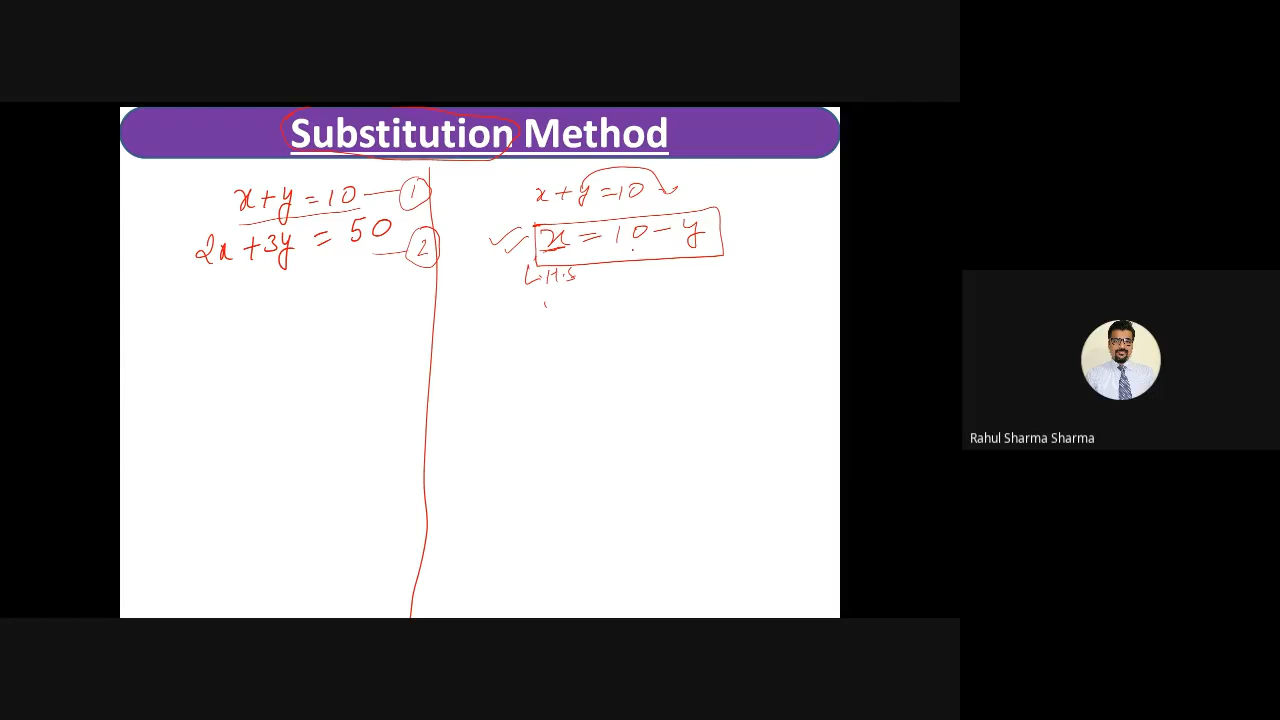 Substitution Method
x + y = 10 — 1
2x + 3y = 50 — 2
x + y = 10
x = 10 - y
L.H.S
Rahul Sharma Sharma